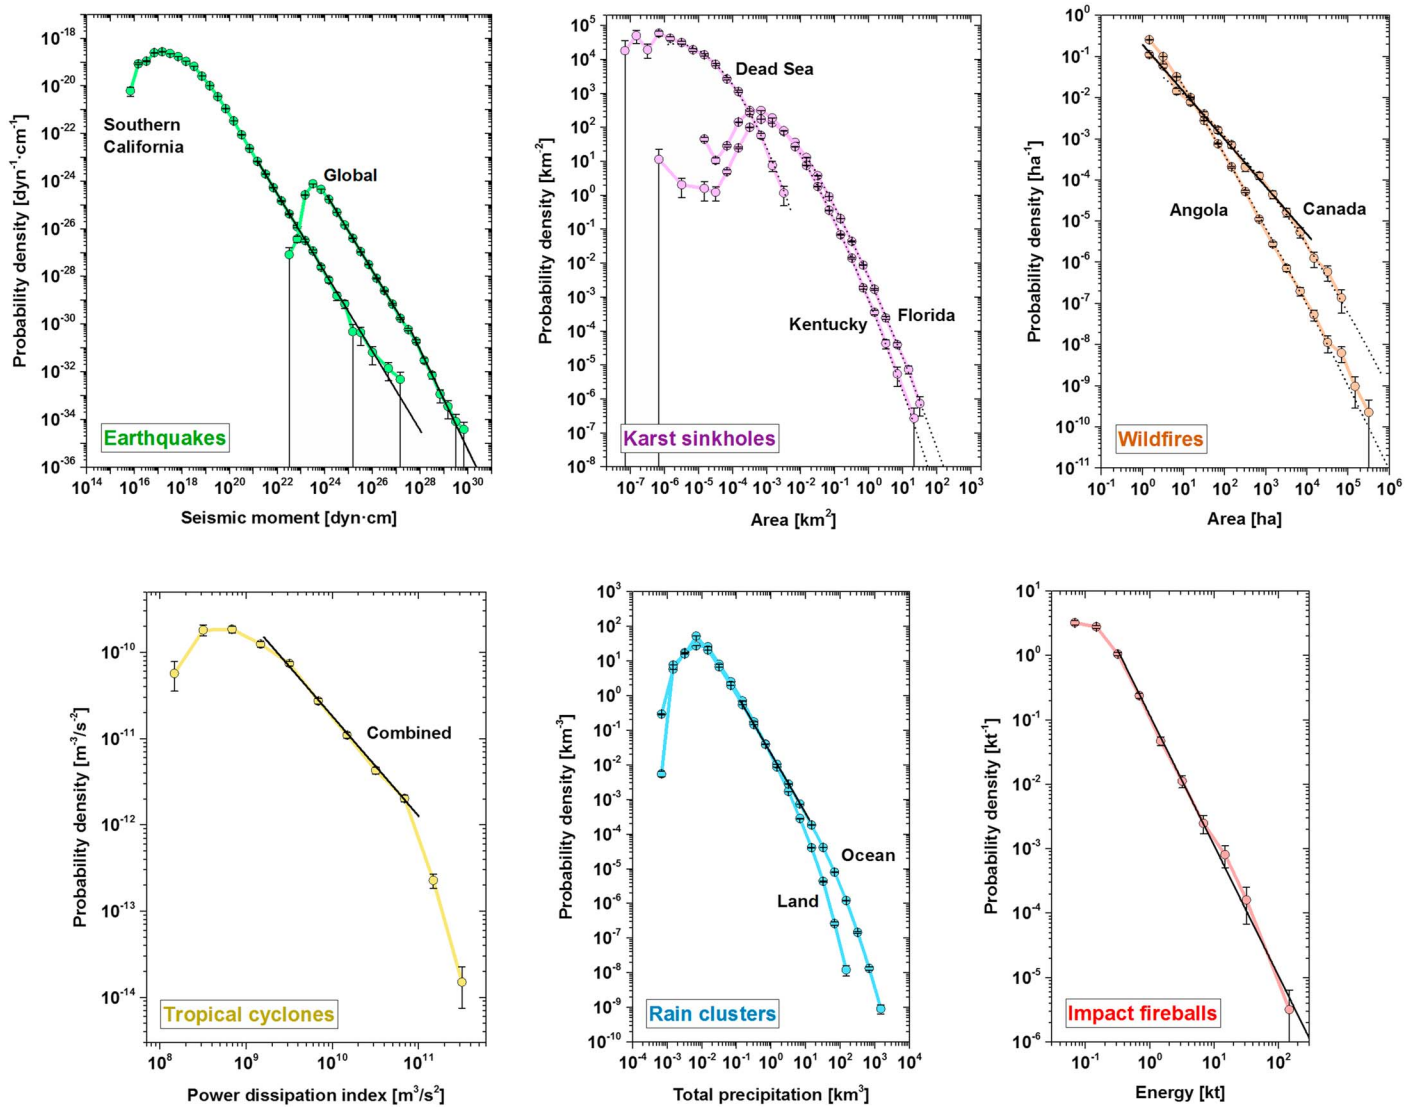 Probability density [dyn⁻¹·cm⁻¹]
10⁻¹⁸
10⁻²⁰
10⁻²²
10⁻²⁴
10⁻²⁶
10⁻²⁸
10⁻³⁰
10⁻³²
10⁻³⁴
10⁻³⁶
Southern
California
Global
Earthquakes
10¹⁴ 10¹⁶ 10¹⁸ 10²⁰ 10²² 10²⁴ 10²⁶ 10²⁸ 10³⁰ 10³²
Seismic moment [dyn·cm]
Probability density [km⁻²]
10⁵
10⁴
10³
10²
10¹
10⁰
10⁻¹
10⁻²
10⁻³
10⁻⁴
10⁻⁵
10⁻⁶
10⁻⁷
10⁻⁸
Dead Sea
Kentucky
Florida
Karst sinkholes
10⁻⁷ 10⁻⁶ 10⁻⁵ 10⁻⁴ 10⁻³ 10⁻² 10⁻¹ 10⁰ 10¹ 10² 10³
Area [km²]
Probability density [ha⁻¹]
10⁰
10⁻¹
10⁻²
10⁻³
10⁻⁴
10⁻⁵
10⁻⁶
10⁻⁷
10⁻⁸
10⁻⁹
10⁻¹⁰
10⁻¹¹
Angola
Canada
Wildfires
10⁻¹ 10⁰ 10¹ 10² 10³ 10⁴ 10⁵ 10⁶
Area [ha]
Probability density [m⁻³/s⁻²]
10⁻¹⁰
10⁻¹¹
10⁻¹²
10⁻¹³
10⁻¹⁴
Combined
Tropical cyclones
10⁸ 10⁹ 10¹⁰ 10¹¹
Power dissipation index [m³/s²]
Probability density [km⁻³]
10³
10²
10¹
10⁰
10⁻¹
10⁻²
10⁻³
10⁻⁴
10⁻⁵
10⁻⁶
10⁻⁷
10⁻⁸
10⁻⁹
10⁻¹⁰
Ocean
Land
Rain clusters
10⁻⁴ 10⁻³ 10⁻² 10⁻¹ 10⁰ 10¹ 10² 10³ 10⁴
Total precipitation [km³]
Probability density [kt⁻¹]
10¹
10⁰
10⁻¹
10⁻²
10⁻³
10⁻⁴
10⁻⁵
10⁻⁶
Impact fireballs
10⁻¹ 10⁰ 10¹ 10²
Energy [kt]